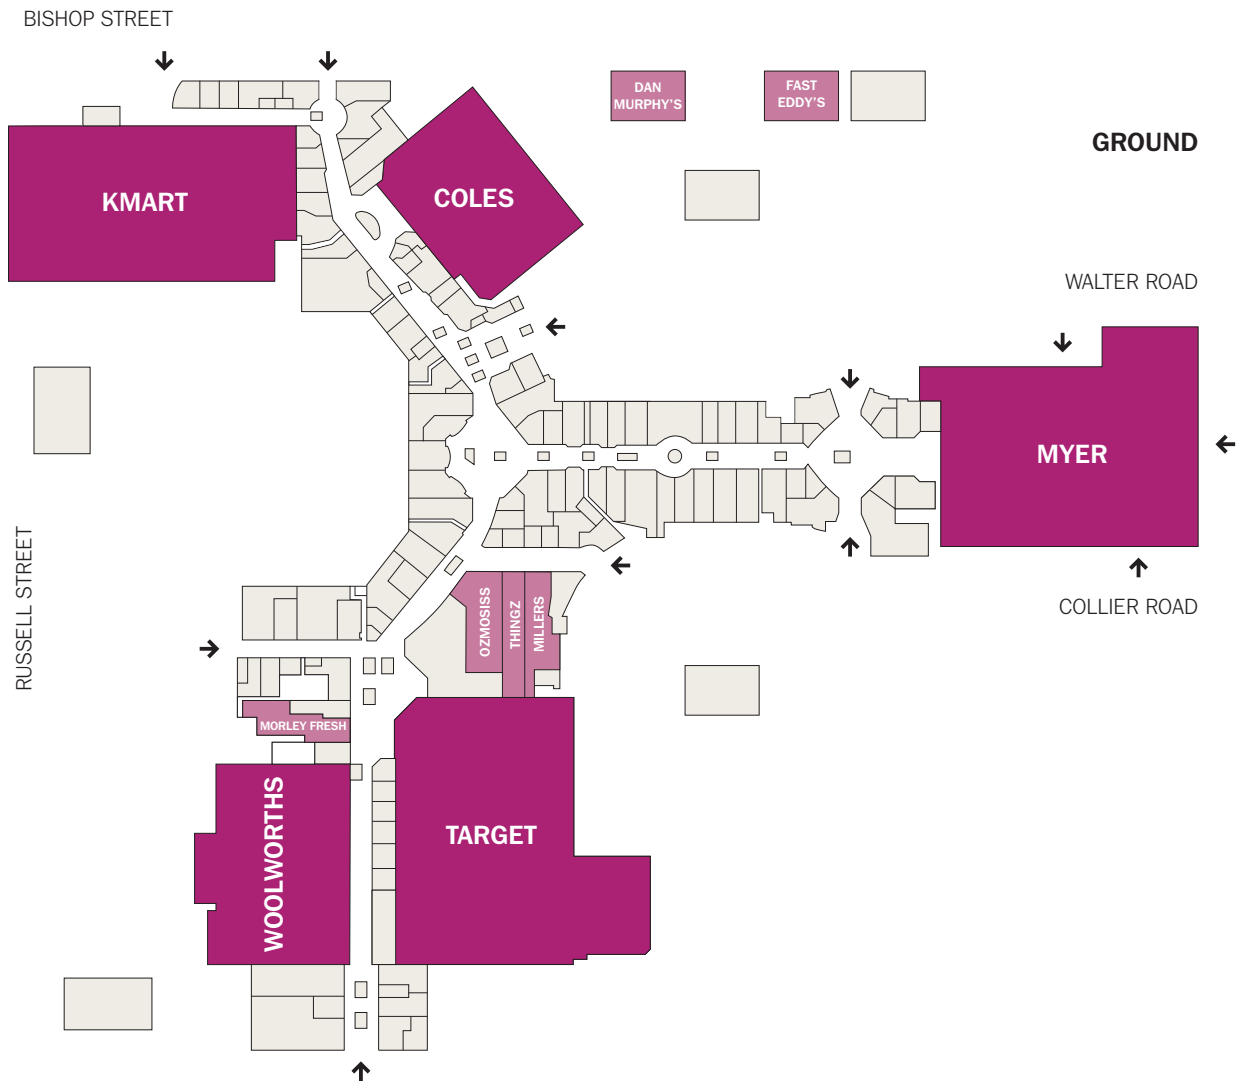 BISHOP STREET
DAN
MURPHY'S
FAST
EDDY'S
GROUND
KMART
COLES
WALTER ROAD
MYER
RUSSELL STREET
COLLIER ROAD
OZMOSISS
THINGZ
MILLERS
MORLEY FRESH
WOOLWORTHS
TARGET